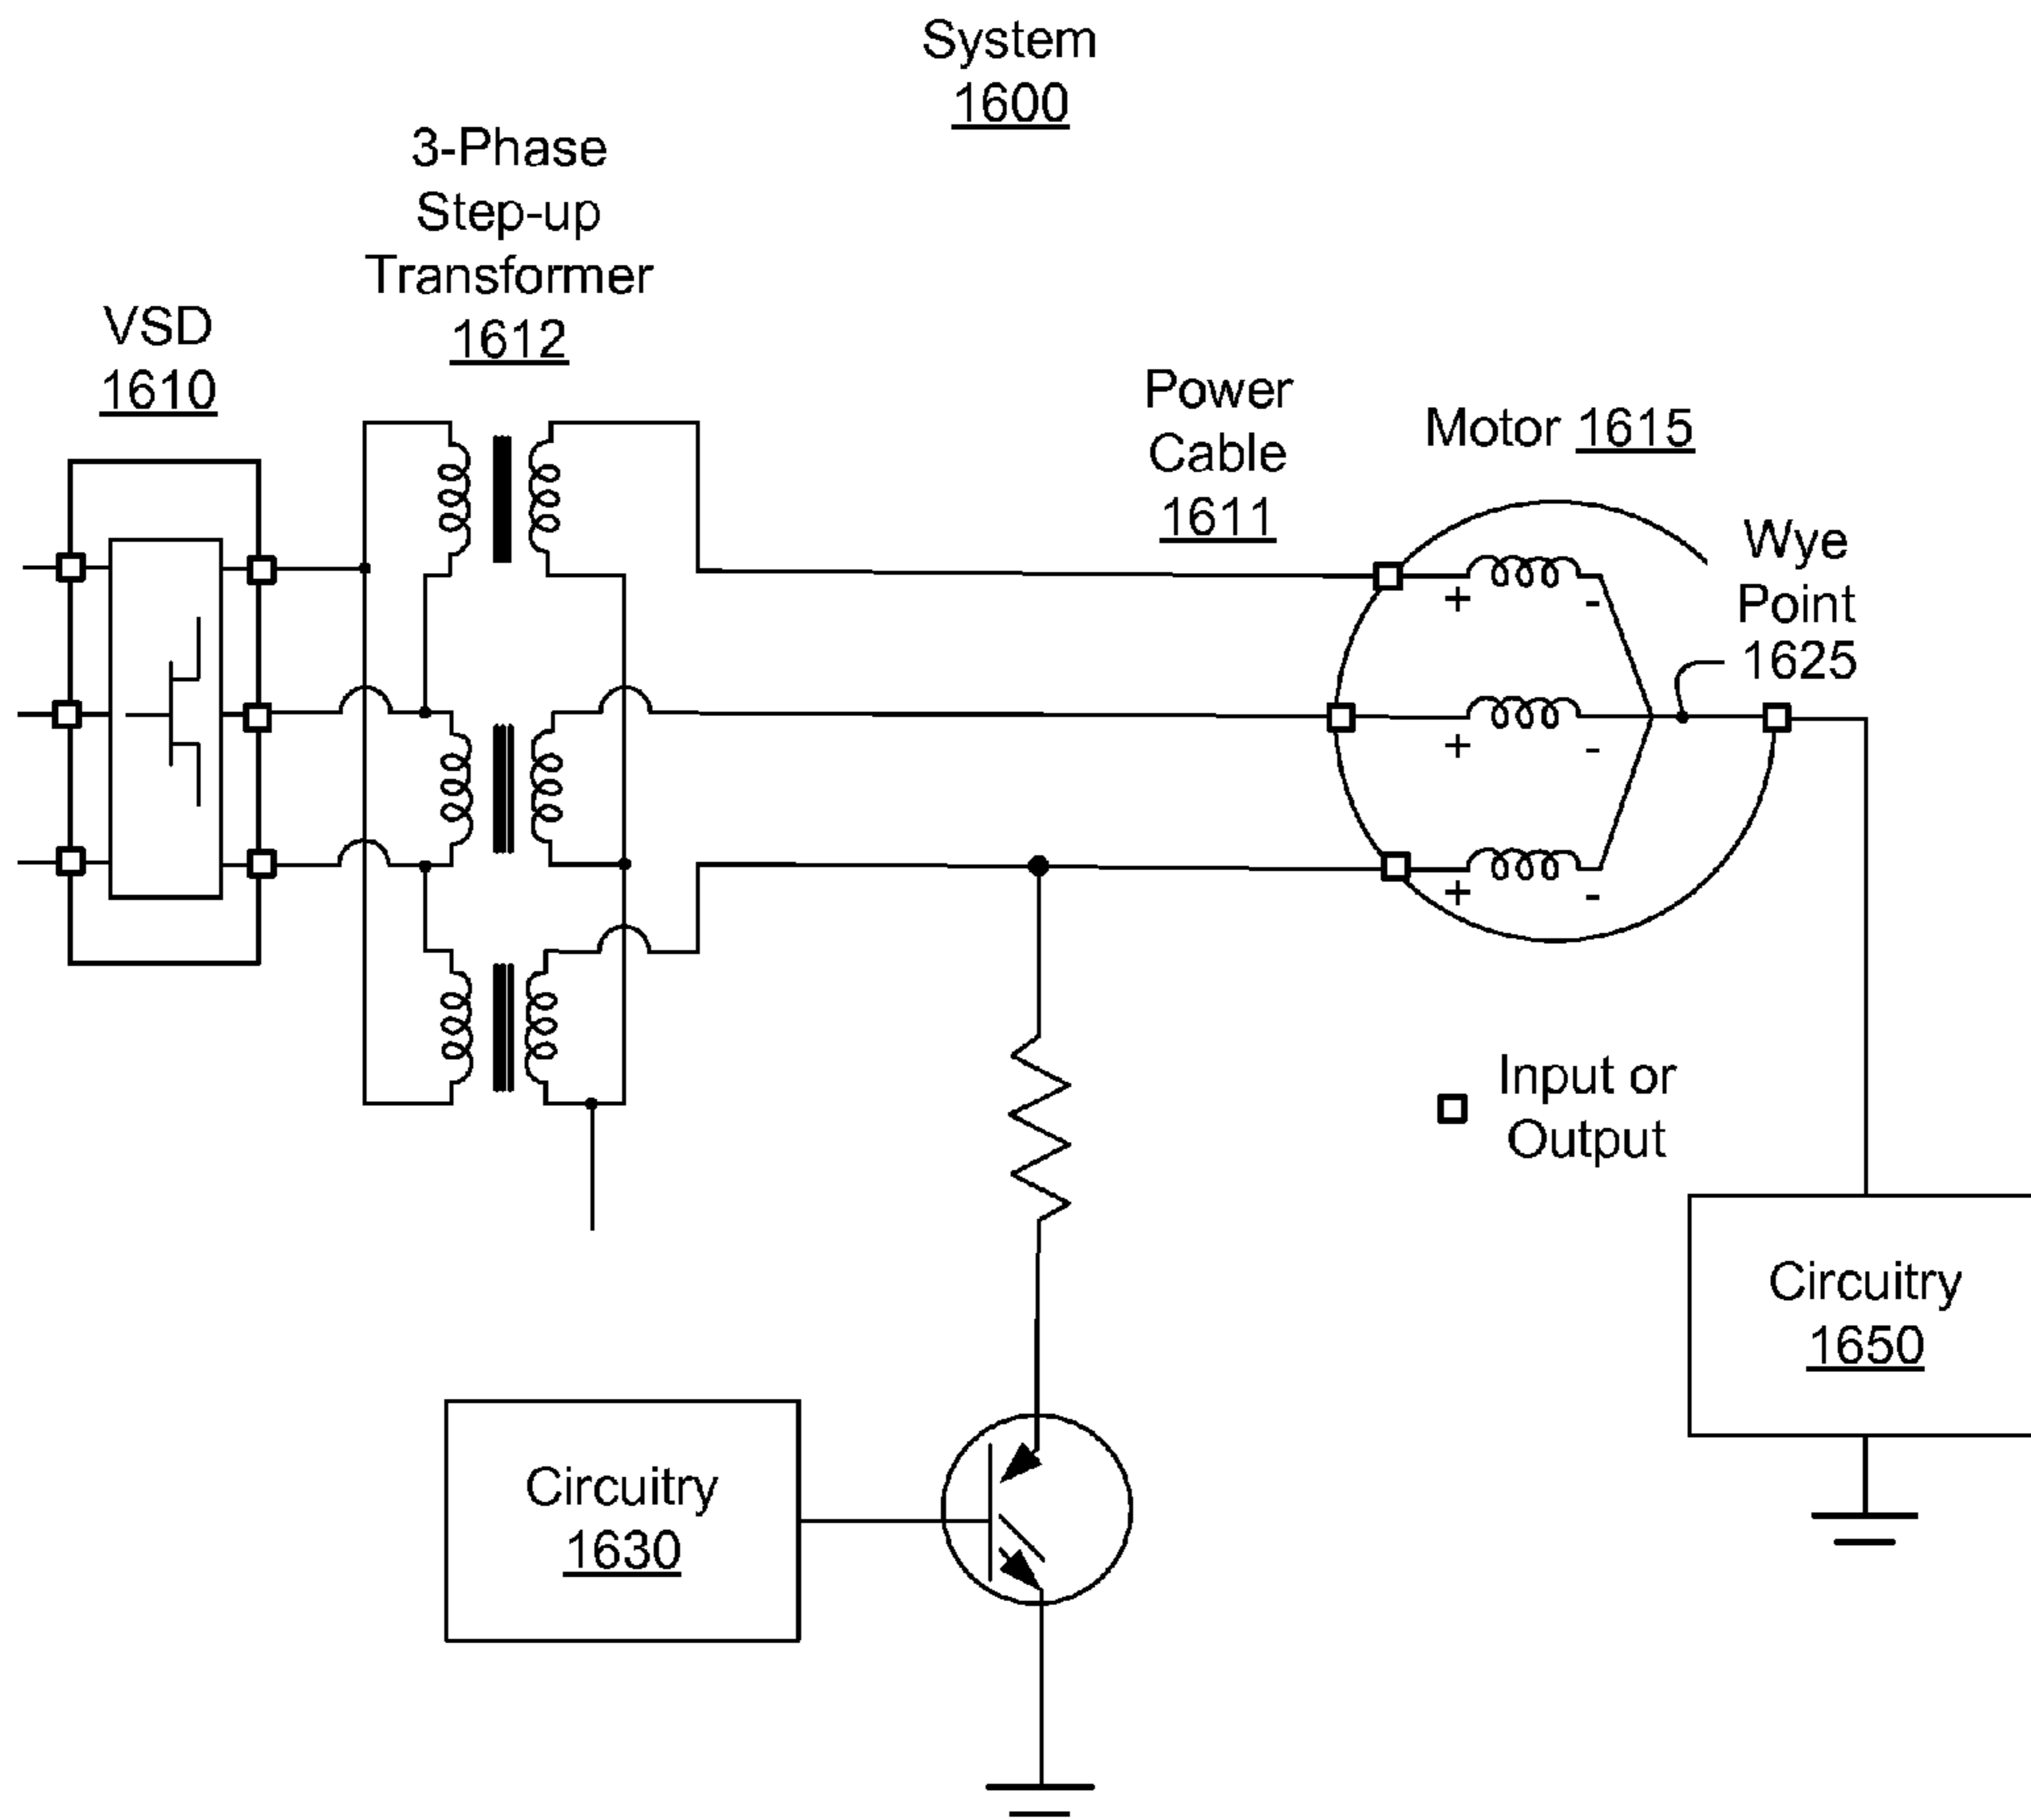 System
1600
3-Phase
Step-up
Transformer
1612
VSD
1610
Power
Cable
1611
Motor 1615
Wye
Point
1625
+
-
+
-
+
-
Input or
Output
Circuitry
1650
Circuitry
1630